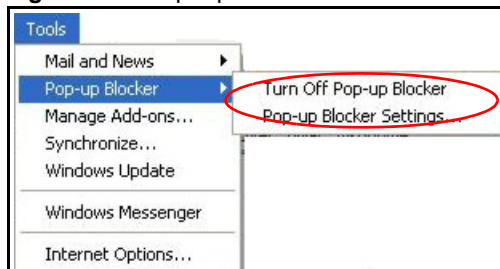 Tools
Mail and News
Pop-up Blocker
Turn Off Pop-up Blocker
Pop-up Blocker Settings...
Manage Add-ons...
Synchronize...
Windows Update
Windows Messenger
Internet Options...